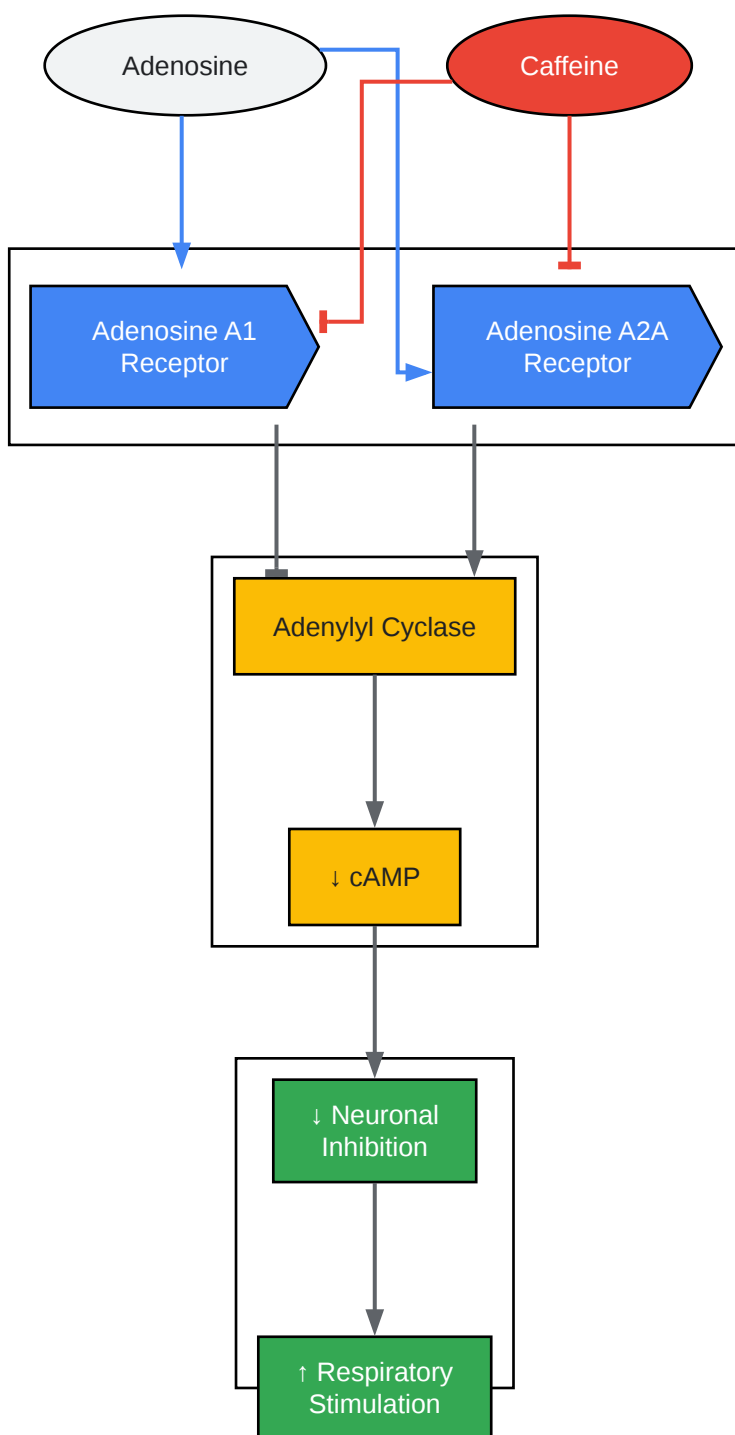 Adenosine
Caffeine
Adenosine A1
Receptor
Adenosine A2A
Receptor
Adenylyl Cyclase
↓ cAMP
↓ Neuronal
Inhibition
↑ Respiratory
Stimulation